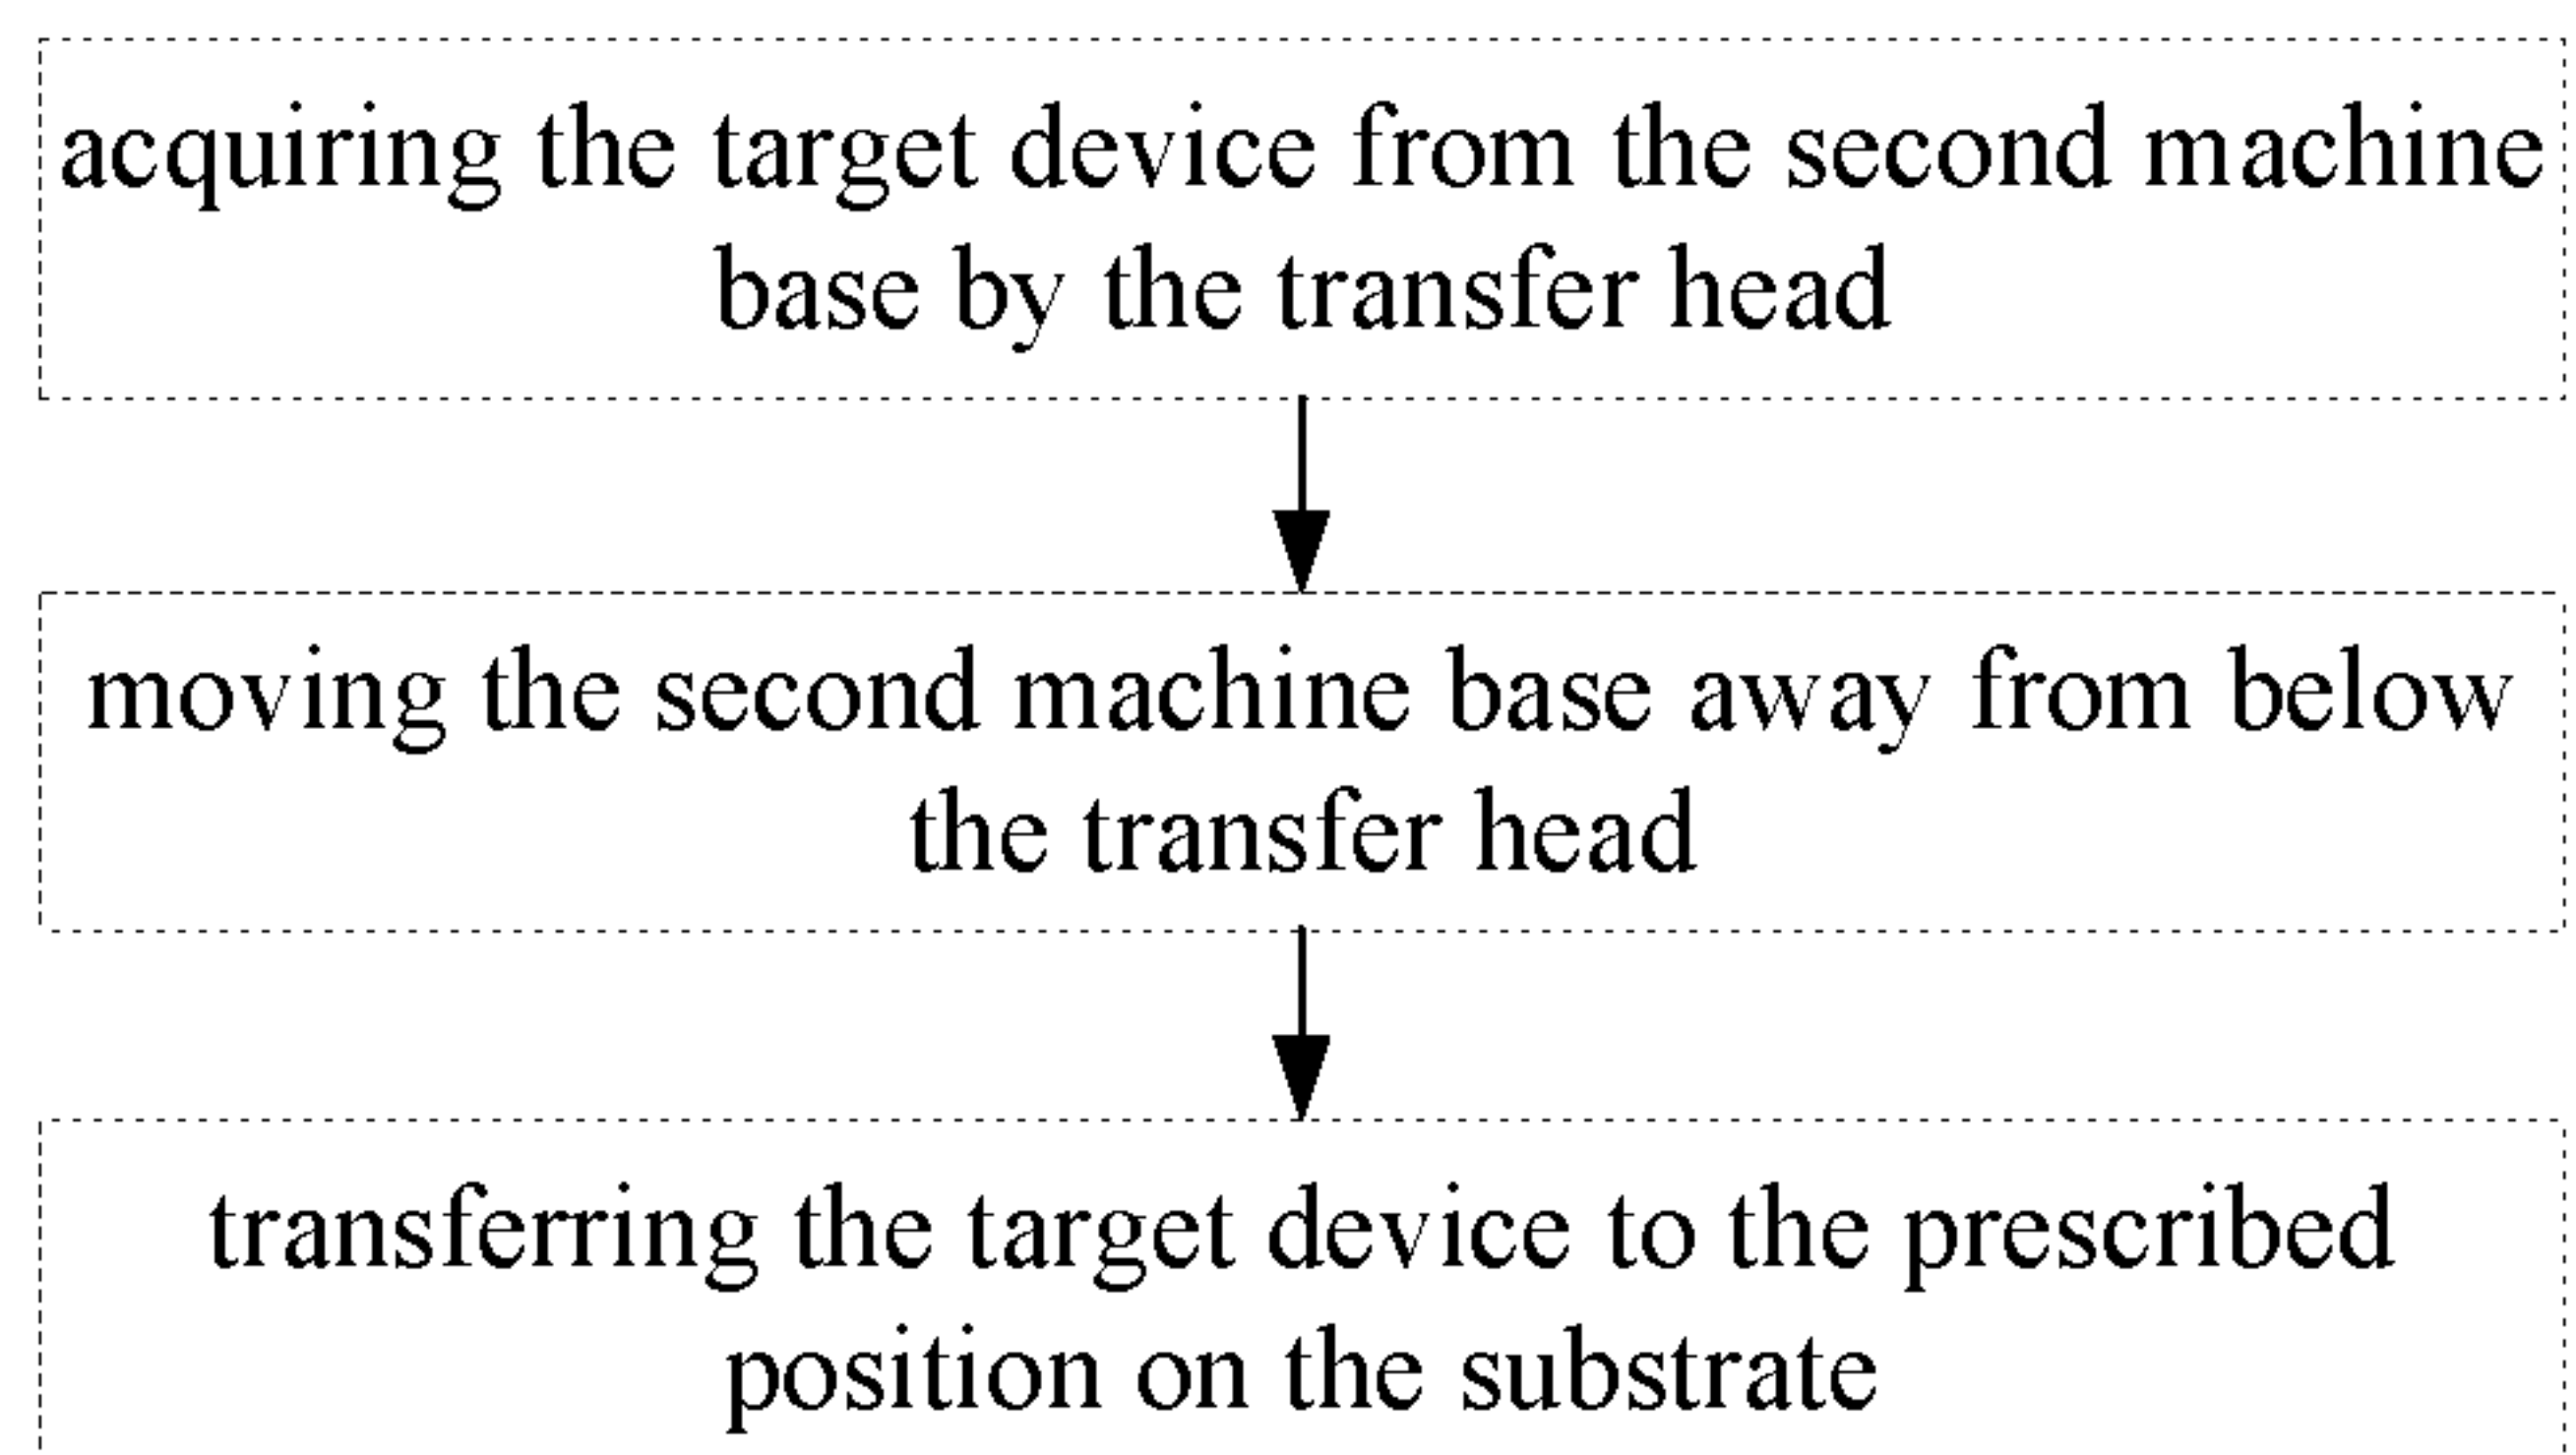 acquiring the target device from the second machine
base by the transfer head
moving the second machine base away from below
the transfer head
transferring the target device to the prescribed
position on the substrate